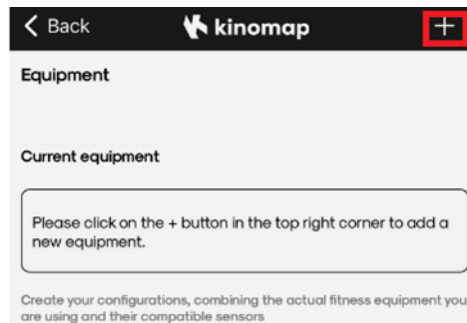 Back
kinomap
+
Equipment
Current equipment
Please click on the + button in the top right corner to add a
new equipment.
Create your configurations, combining the actual fitness equipment you
are using and their compatible sensors